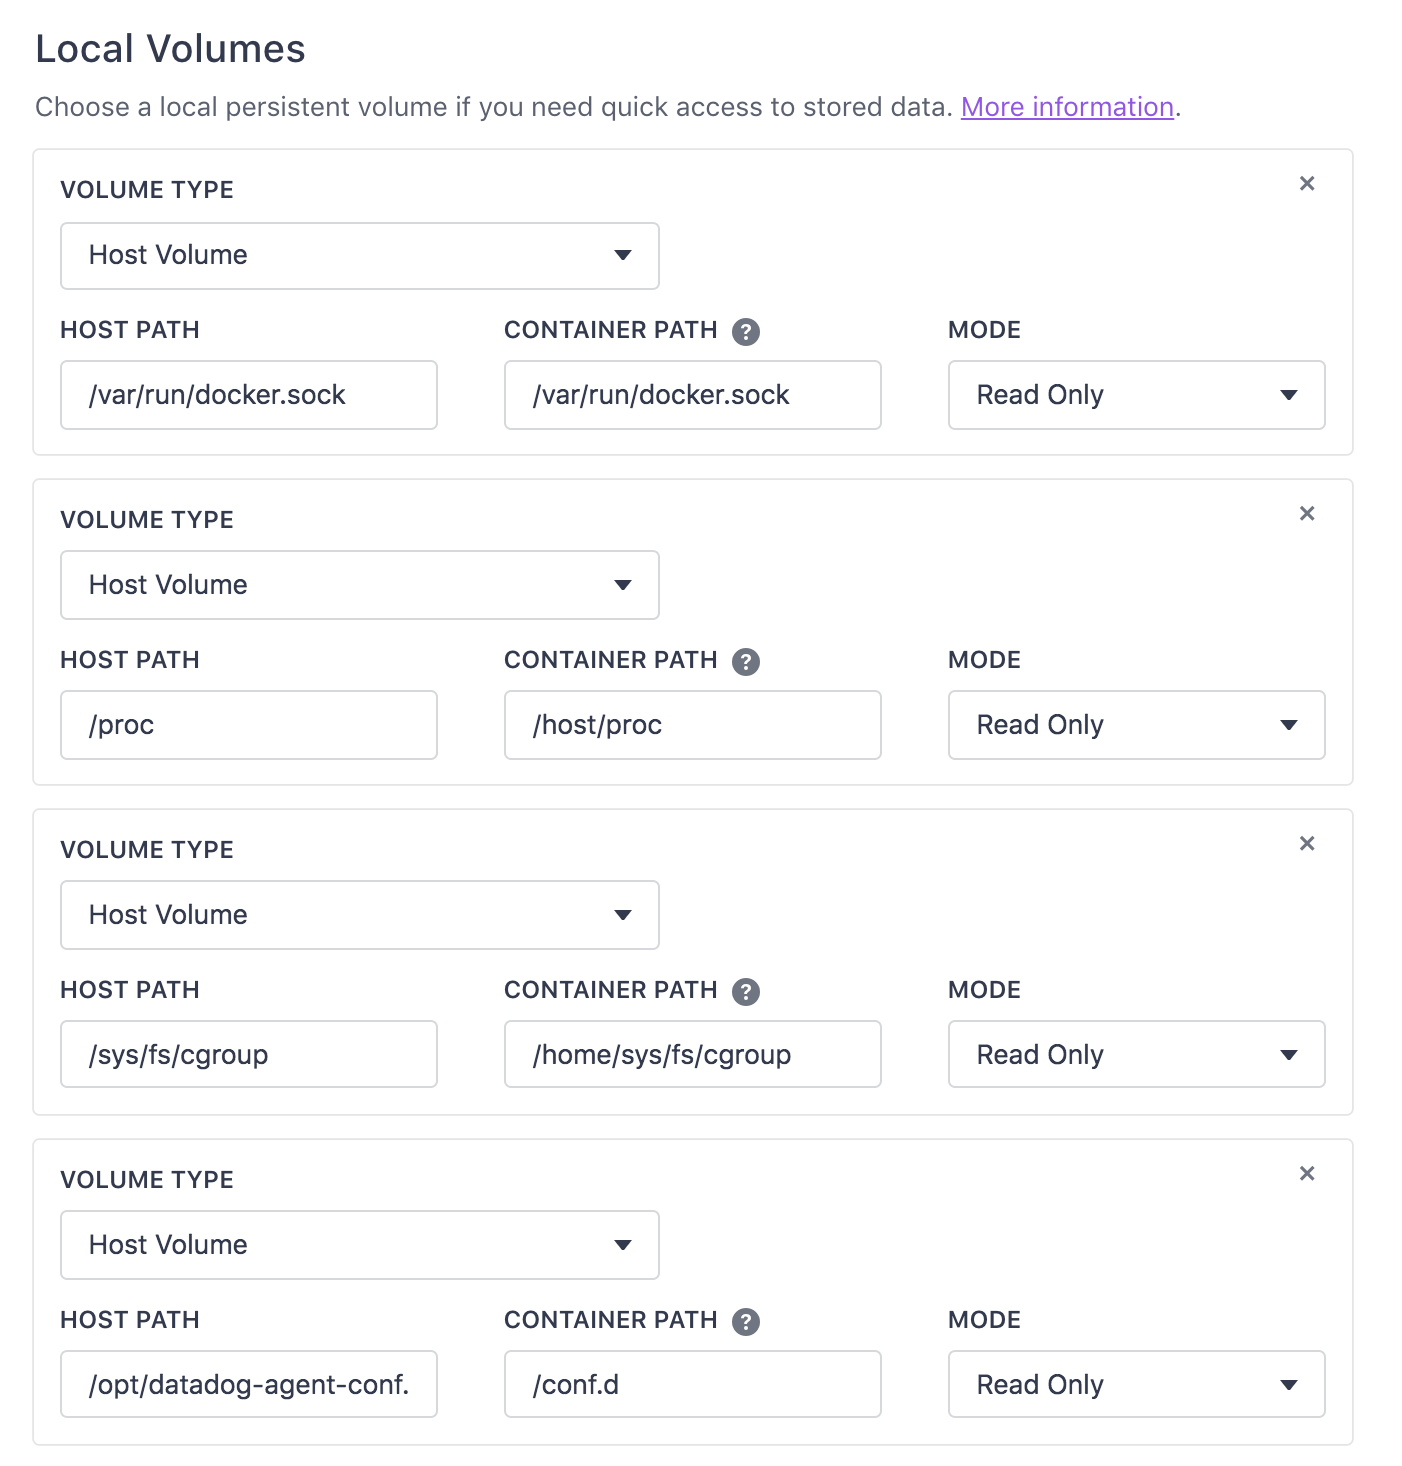 Local Volumes
Choose a local persistent volume if you need quick access to stored data. More information.
VOLUME TYPE
Host Volume
HOST PATH CONTAINER PATH ? MODE
/var/run/docker.sock /var/run/docker.sock Read Only
VOLUME TYPE
Host Volume
HOST PATH CONTAINER PATH ? MODE
/proc /host/proc Read Only
VOLUME TYPE
Host Volume
HOST PATH CONTAINER PATH ? MODE
/sys/fs/cgroup /home/sys/fs/cgroup Read Only
VOLUME TYPE
Host Volume
HOST PATH CONTAINER PATH ? MODE
/opt/datadog-agent-conf. /conf.d Read Only